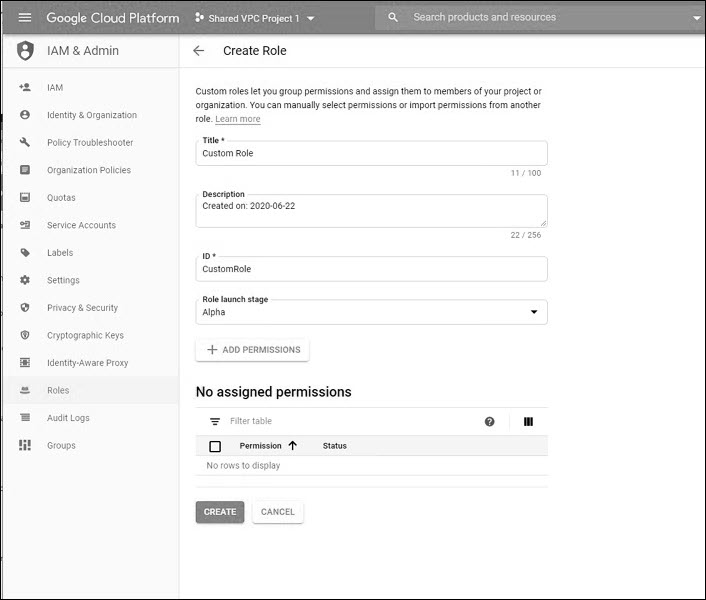 Google Cloud Platform
Shared VPC Project 1
Search products and resources
IAM & Admin
Create Role
IAM
Identity & Organization
Policy Troubleshooter
Organization Policies
Quotas
Service Accounts
Labels
Settings
Privacy & Security
Cryptographic Keys
Identity-Aware Proxy
Roles
Audit Logs
Groups
Custom roles let you group permissions and assign them to members of your project or
organization. You can manually select permissions or import permissions from another
role. Learn more
Title *
Custom Role
11 / 100
Description
Created on: 2020-06-22
22 / 256
ID *
CustomRole
Role launch stage
Alpha
ADD PERMISSIONS
No assigned permissions
Filter table
Permission
Status
No rows to display
CREATE
CANCEL